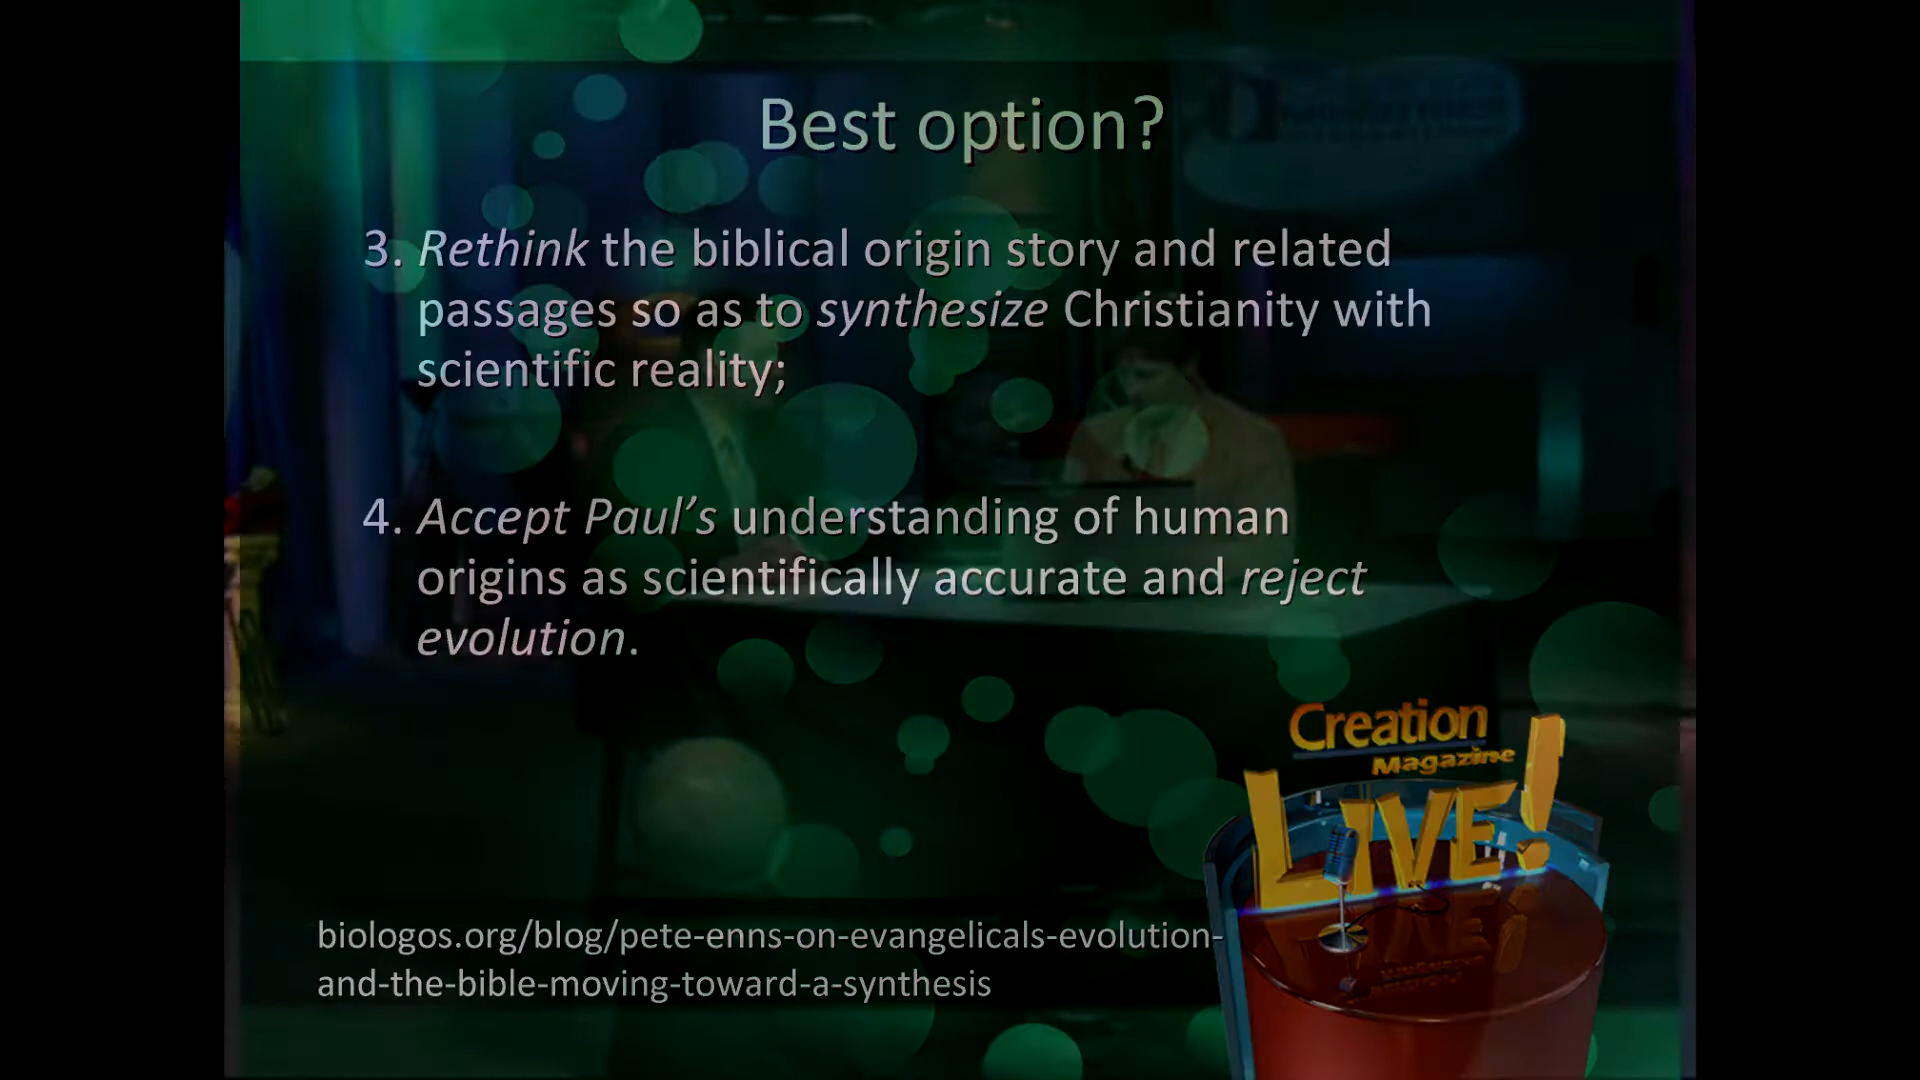 Best option?
3. Rethink the biblical origin story and related
passages so as to synthesize Christianity with
scientific reality;
4. Accept Paul's understanding of human
origins as scientifically accurate and reject
evolution.
Creation
Magazine
LIVE!
biologos.org/blog/pete-enns-on-evangelicals-evolution-
and-the-bible-moving-toward-a-synthesis